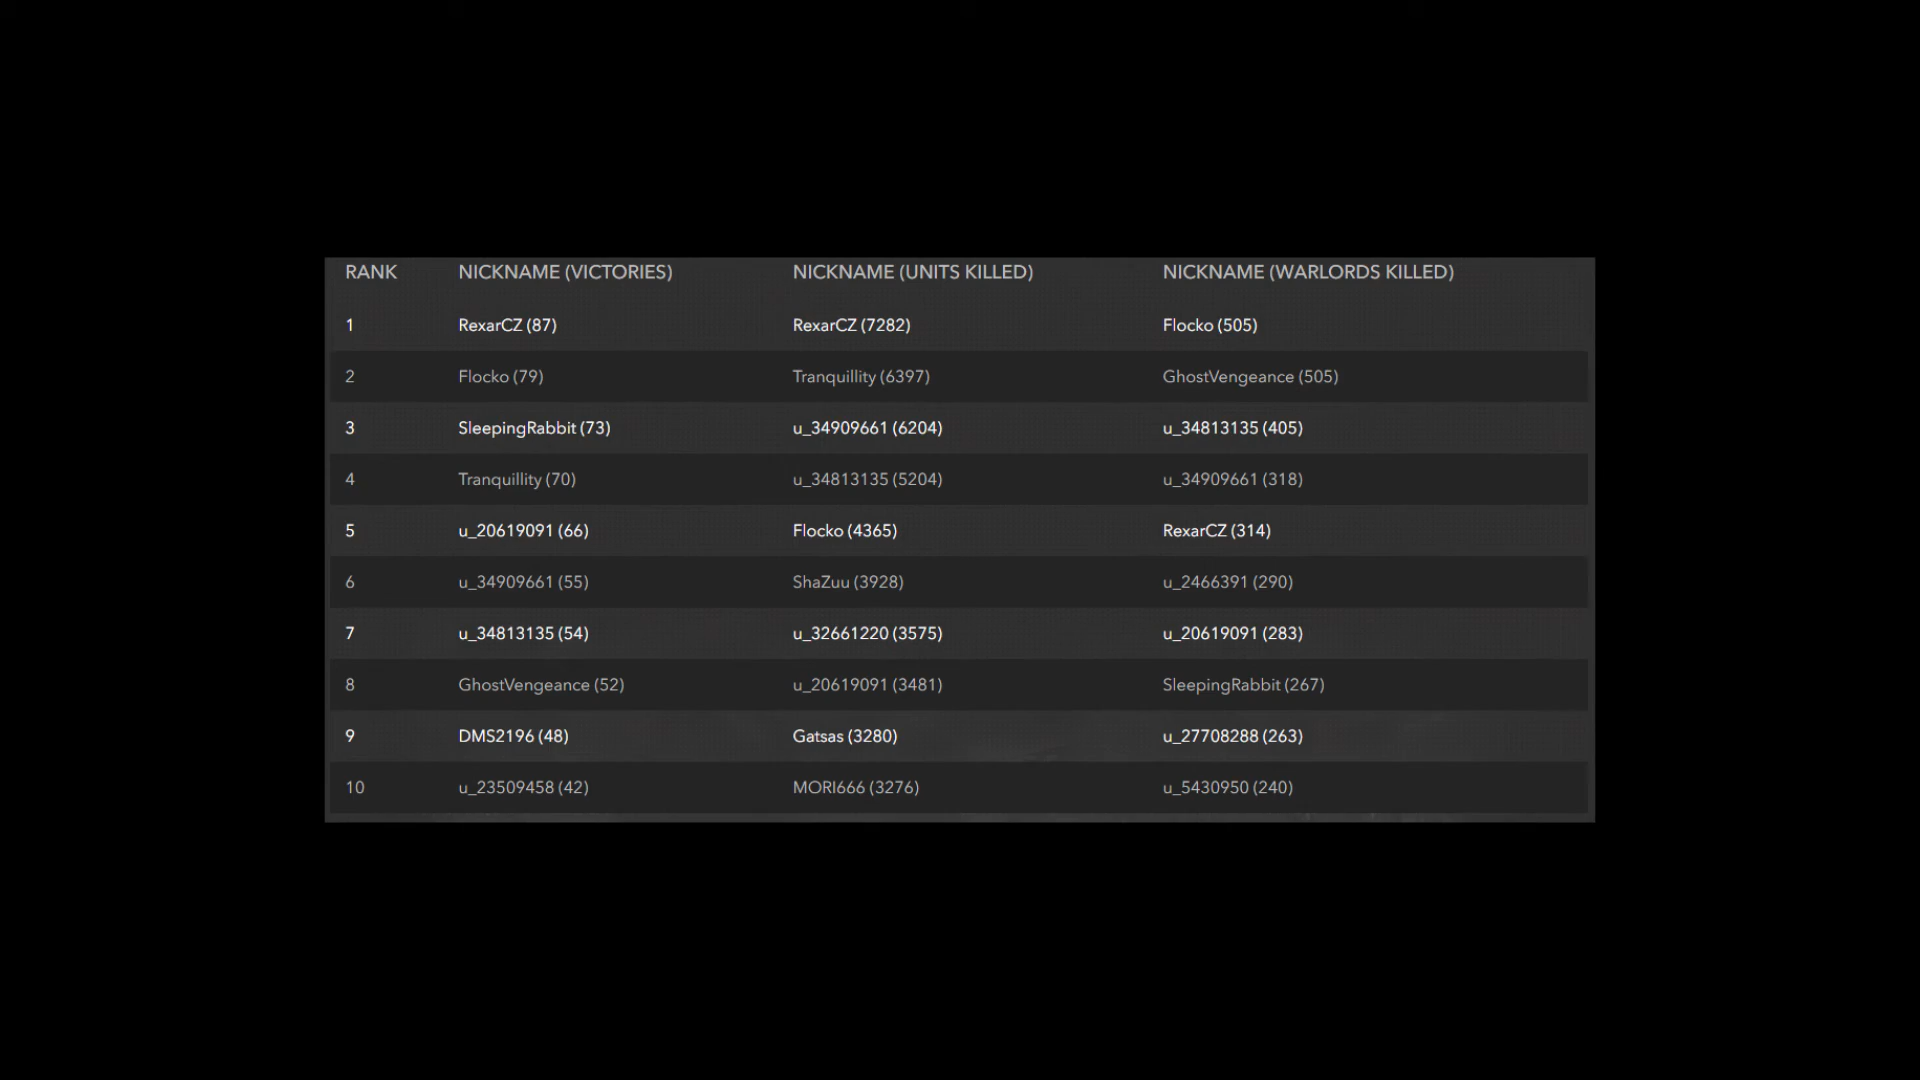 RANK NICKNAME (VICTORIES) NICKNAME (UNITS KILLED) NICKNAME (WARLORDS KILLED)
1 RexarCZ (87) RexarCZ (7282) Flocko (505)
2 Flocko (79) Tranquillity (6397) GhostVengeance (505)
3 SleepingRabbit (73) u_34909661 (6204) u_34813135 (405)
4 Tranquillity (70) u_34813135 (5204) u_34909661 (318)
5 u_20619091 (66) Flocko (4365) RexarCZ (314)
6 u_34909661 (55) ShaZuu (3928) u_2466391 (290)
7 u_34813135 (54) u_32661220 (3575) u_20619091 (283)
8 GhostVengeance (52) u_20619091 (3481) SleepingRabbit (267)
9 DMS2196 (48) Gatsas (3280) u_27708288 (263)
10 u_23509458 (42) MORI666 (3276) u_5430950 (240)